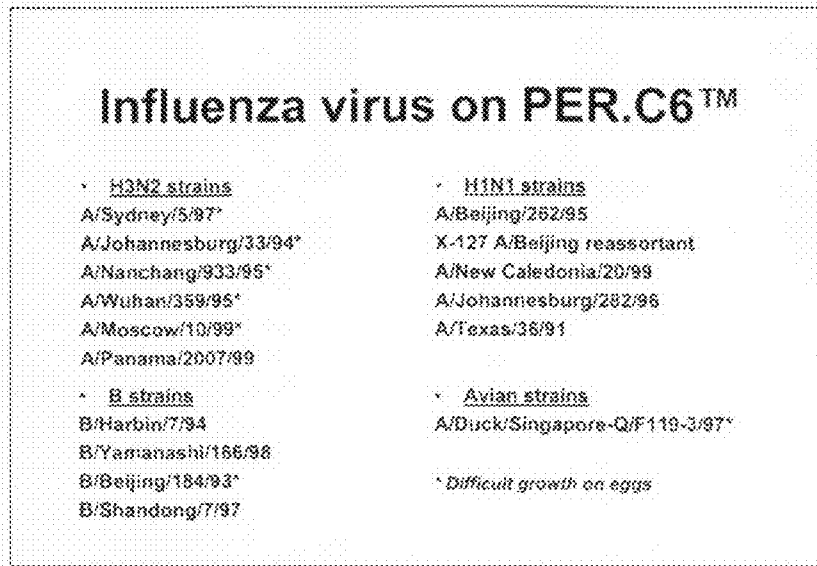 Influenza virus on PER.C6™
• H3N2 strains
A/Sydney/5/97*
A/Johannesburg/33/94*
A/Nanchang/933/95*
A/Wuhan/359/95*
A/Moscow/10/99*
A/Panama/2007/99
• B strains
B/Harbin/7/94
B/Yamanashi/166/98
B/Beijing/184/93*
B/Shandong/7/97
• H1N1 strains
A/Beijing/262/95
X-127 A/Beijing reassortant
A/New Caledonia/20/99
A/Johannesburg/282/96
A/Texas/36/91
• Avian strains
A/Duck/Singapore-Q/F119-3/97*
* Difficult growth on eggs